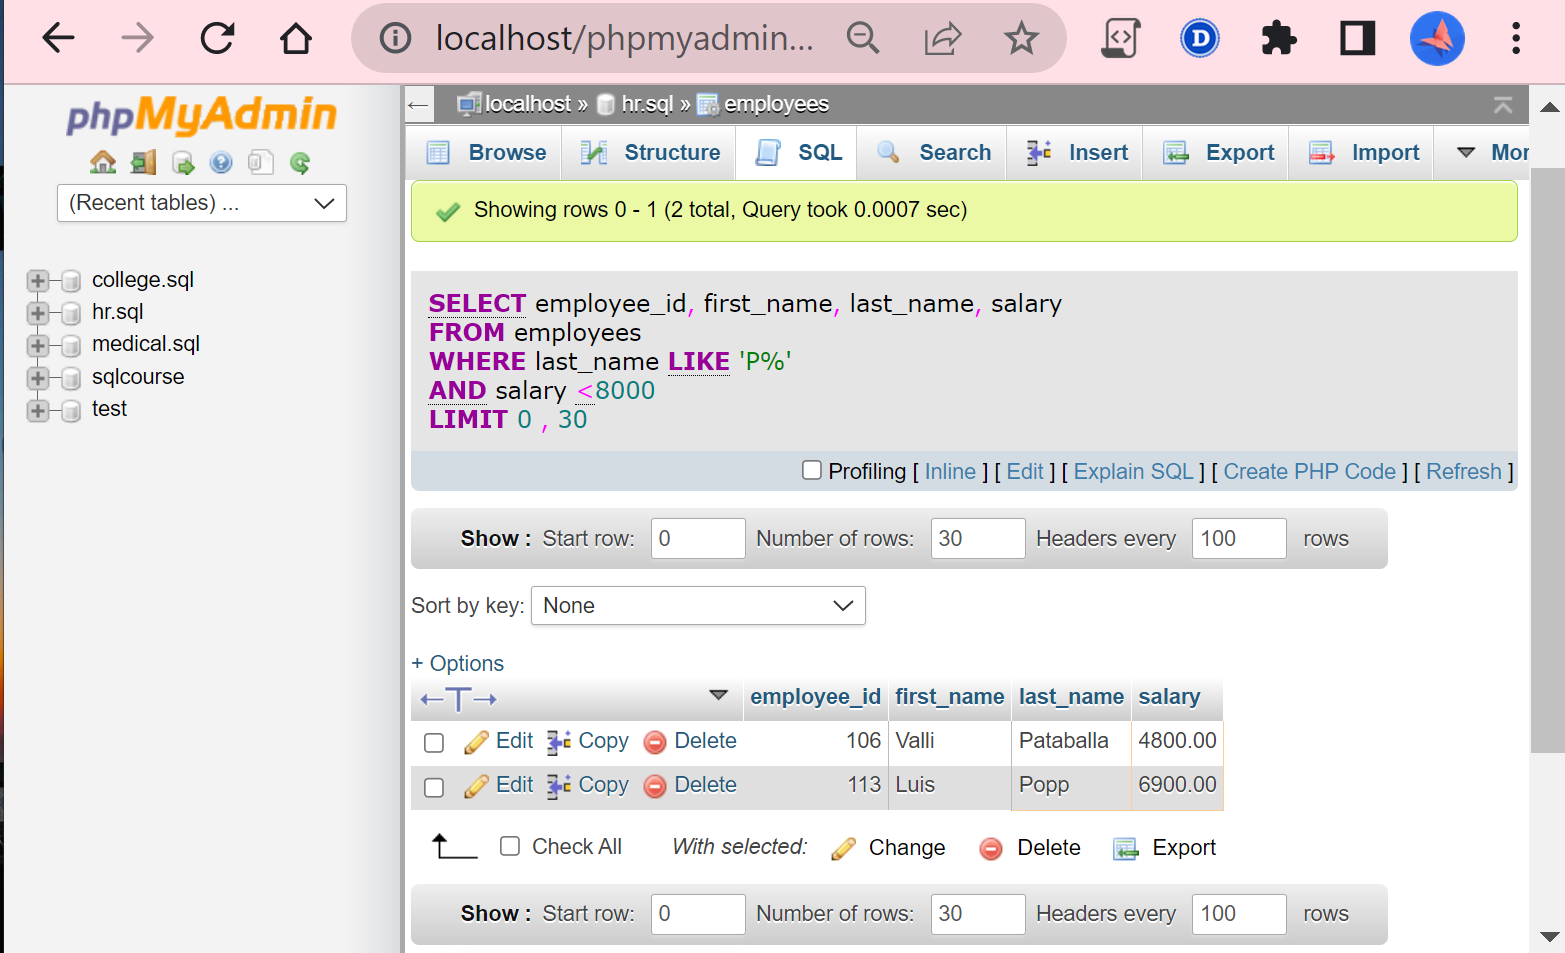 localhost/phpmyadmin...
phpMyAdmin
(Recent tables) ...
college.sql
hr.sql
medical.sql
sqlcourse
test
localhost » hr.sql » employees
Browse Structure SQL Search Insert Export Import Mor
Showing rows 0 - 1 (2 total, Query took 0.0007 sec)
SELECT employee_id, first_name, last_name, salary
FROM employees
WHERE last_name LIKE 'P%'
AND salary <8000
LIMIT 0 , 30
Profiling [ Inline ] [ Edit ] [ Explain SQL ] [ Create PHP Code ] [ Refresh ]
Show : Start row: 0 Number of rows: 30 Headers every 100 rows
Sort by key: None
+ Options
←T→ employee_id first_name last_name salary
Edit Copy Delete 106 Valli Pataballa 4800.00
Edit Copy Delete 113 Luis Popp 6900.00
Check All With selected: Change Delete Export
Show : Start row: 0 Number of rows: 30 Headers every 100 rows